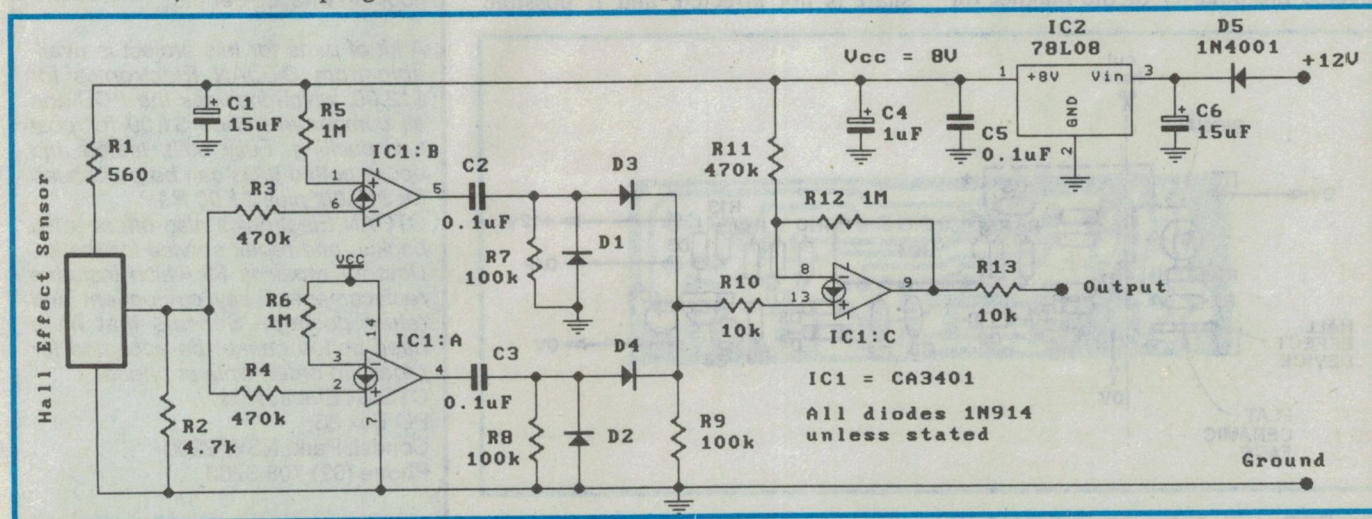 IC2
78L08
D5
1N4001
Vcc = 8V
+12V
1
+8V
Vin
3
GND
2
C1
15uF
+
R5
1M
C4
1uF
+
C5
0.1uF
C6
15uF
+
R1
560
R11
470k
IC1:B
C2
D3
R3
470k
1
6
+
-
5
0.1uF
R12 1M
Hall Effect Sensor
R7
100k
D1
VCC
R6
1M
R10
10k
8
13
-
+
9
R13
10k
Output
IC1:C
14
IC1:A
C3
D4
R4
470k
3
2
-
+
4
7
0.1uF
IC1 = CA3401
R2
4.7k
R8
100k
D2
R9
100k
All diodes 1N914
unless stated
Ground